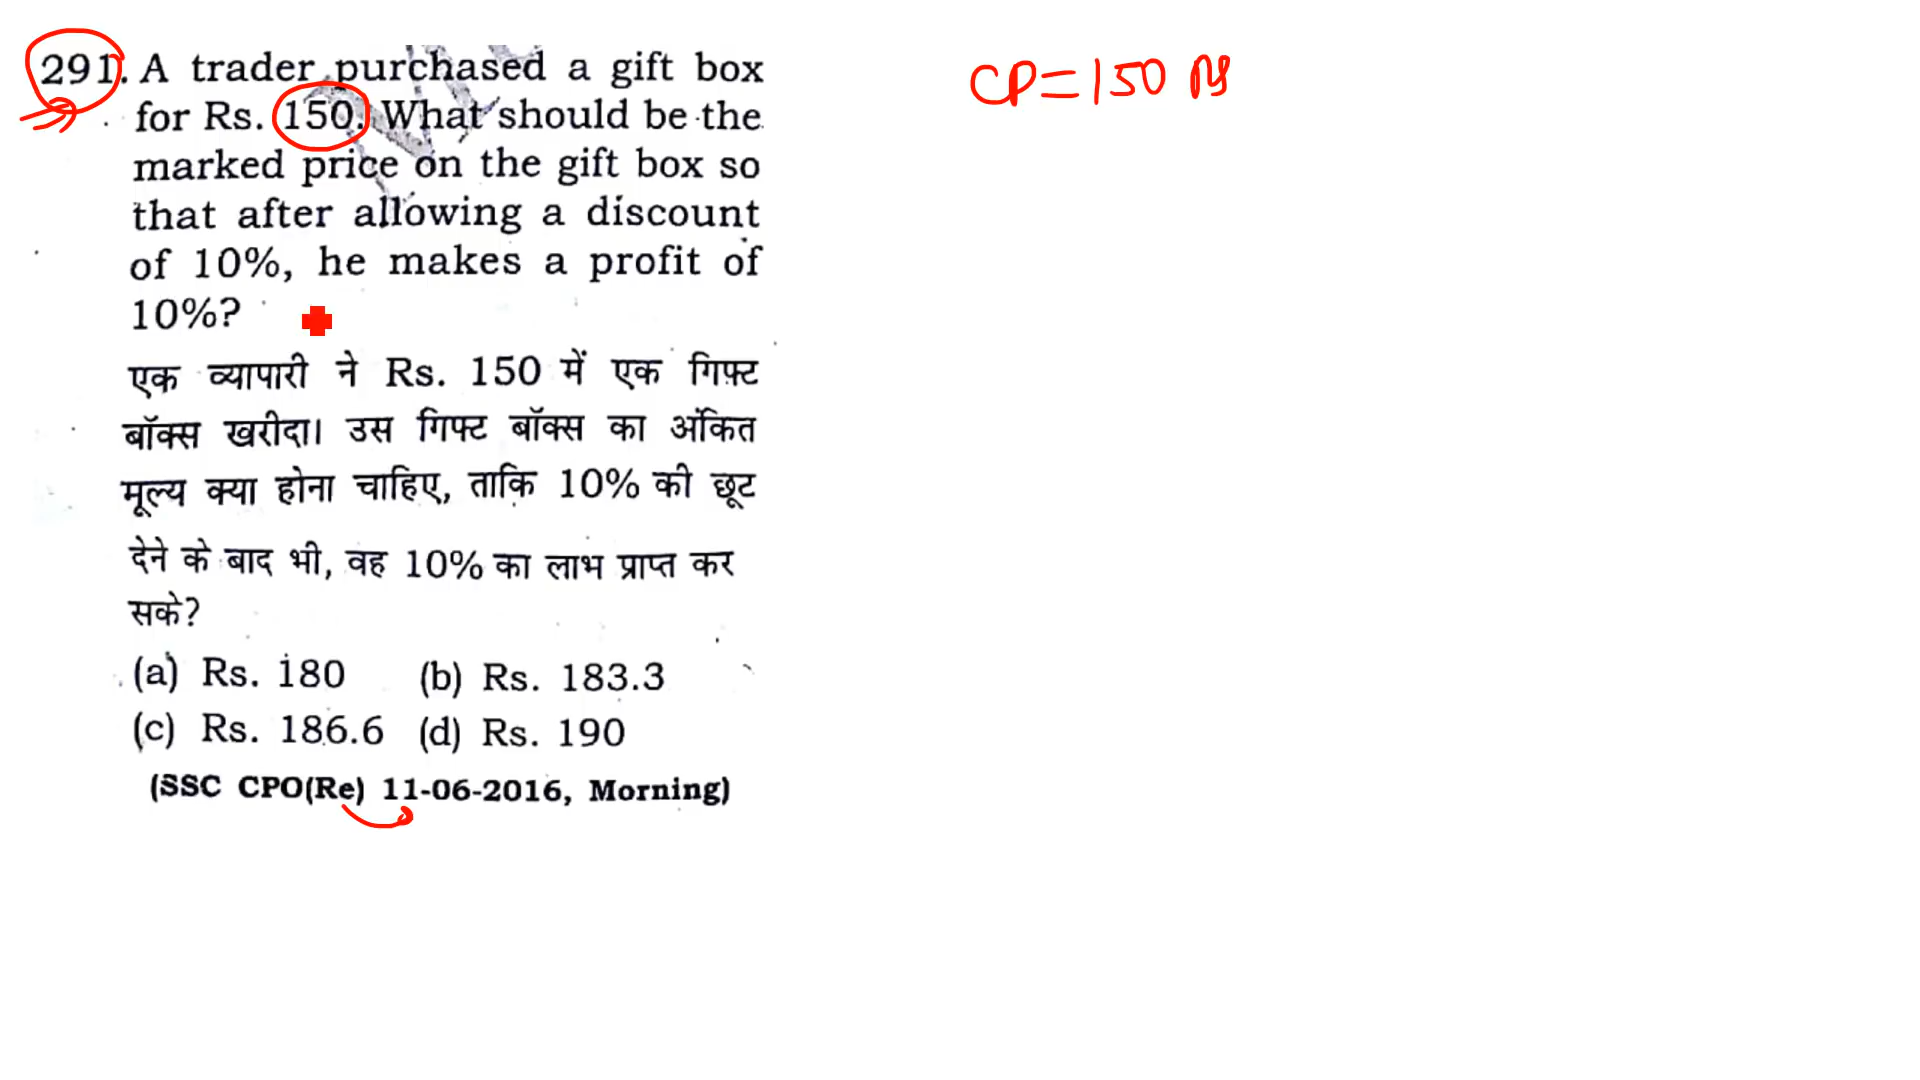 291. A trader purchased a gift box
for Rs. 150. What should be the
marked price on the gift box so
that after allowing a discount
of 10%, he makes a profit of
10%?
एक व्यापारी ने Rs. 150 में एक गिफ़्ट
बॉक्स खरीदा। उस गिफ्ट बॉक्स का अंकित
मूल्य क्या होना चाहिए, ताकि 10% की छूट
देने के बाद भी, वह 10% का लाभ प्राप्त कर
सके?
(a) Rs. 180 (b) Rs. 183.3
(c) Rs. 186.6 (d) Rs. 190
(SSC CPO(Re) 11-06-2016, Morning)
CP=150 Rs